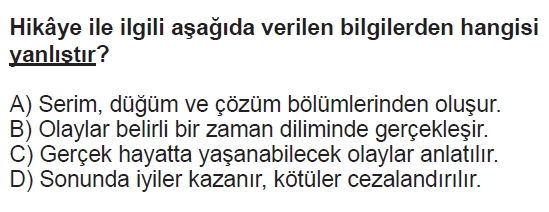 Hikâye ile ilgili aşağıda verilen bilgilerden hangisi
yanlıştır?
A) Serim, düğüm ve çözüm bölümlerinden oluşur.
B) Olaylar belirli bir zaman diliminde gerçekleşir.
C) Gerçek hayatta yaşanabilecek olaylar anlatılır.
D) Sonunda iyiler kazanır, kötüler cezalandırılır.